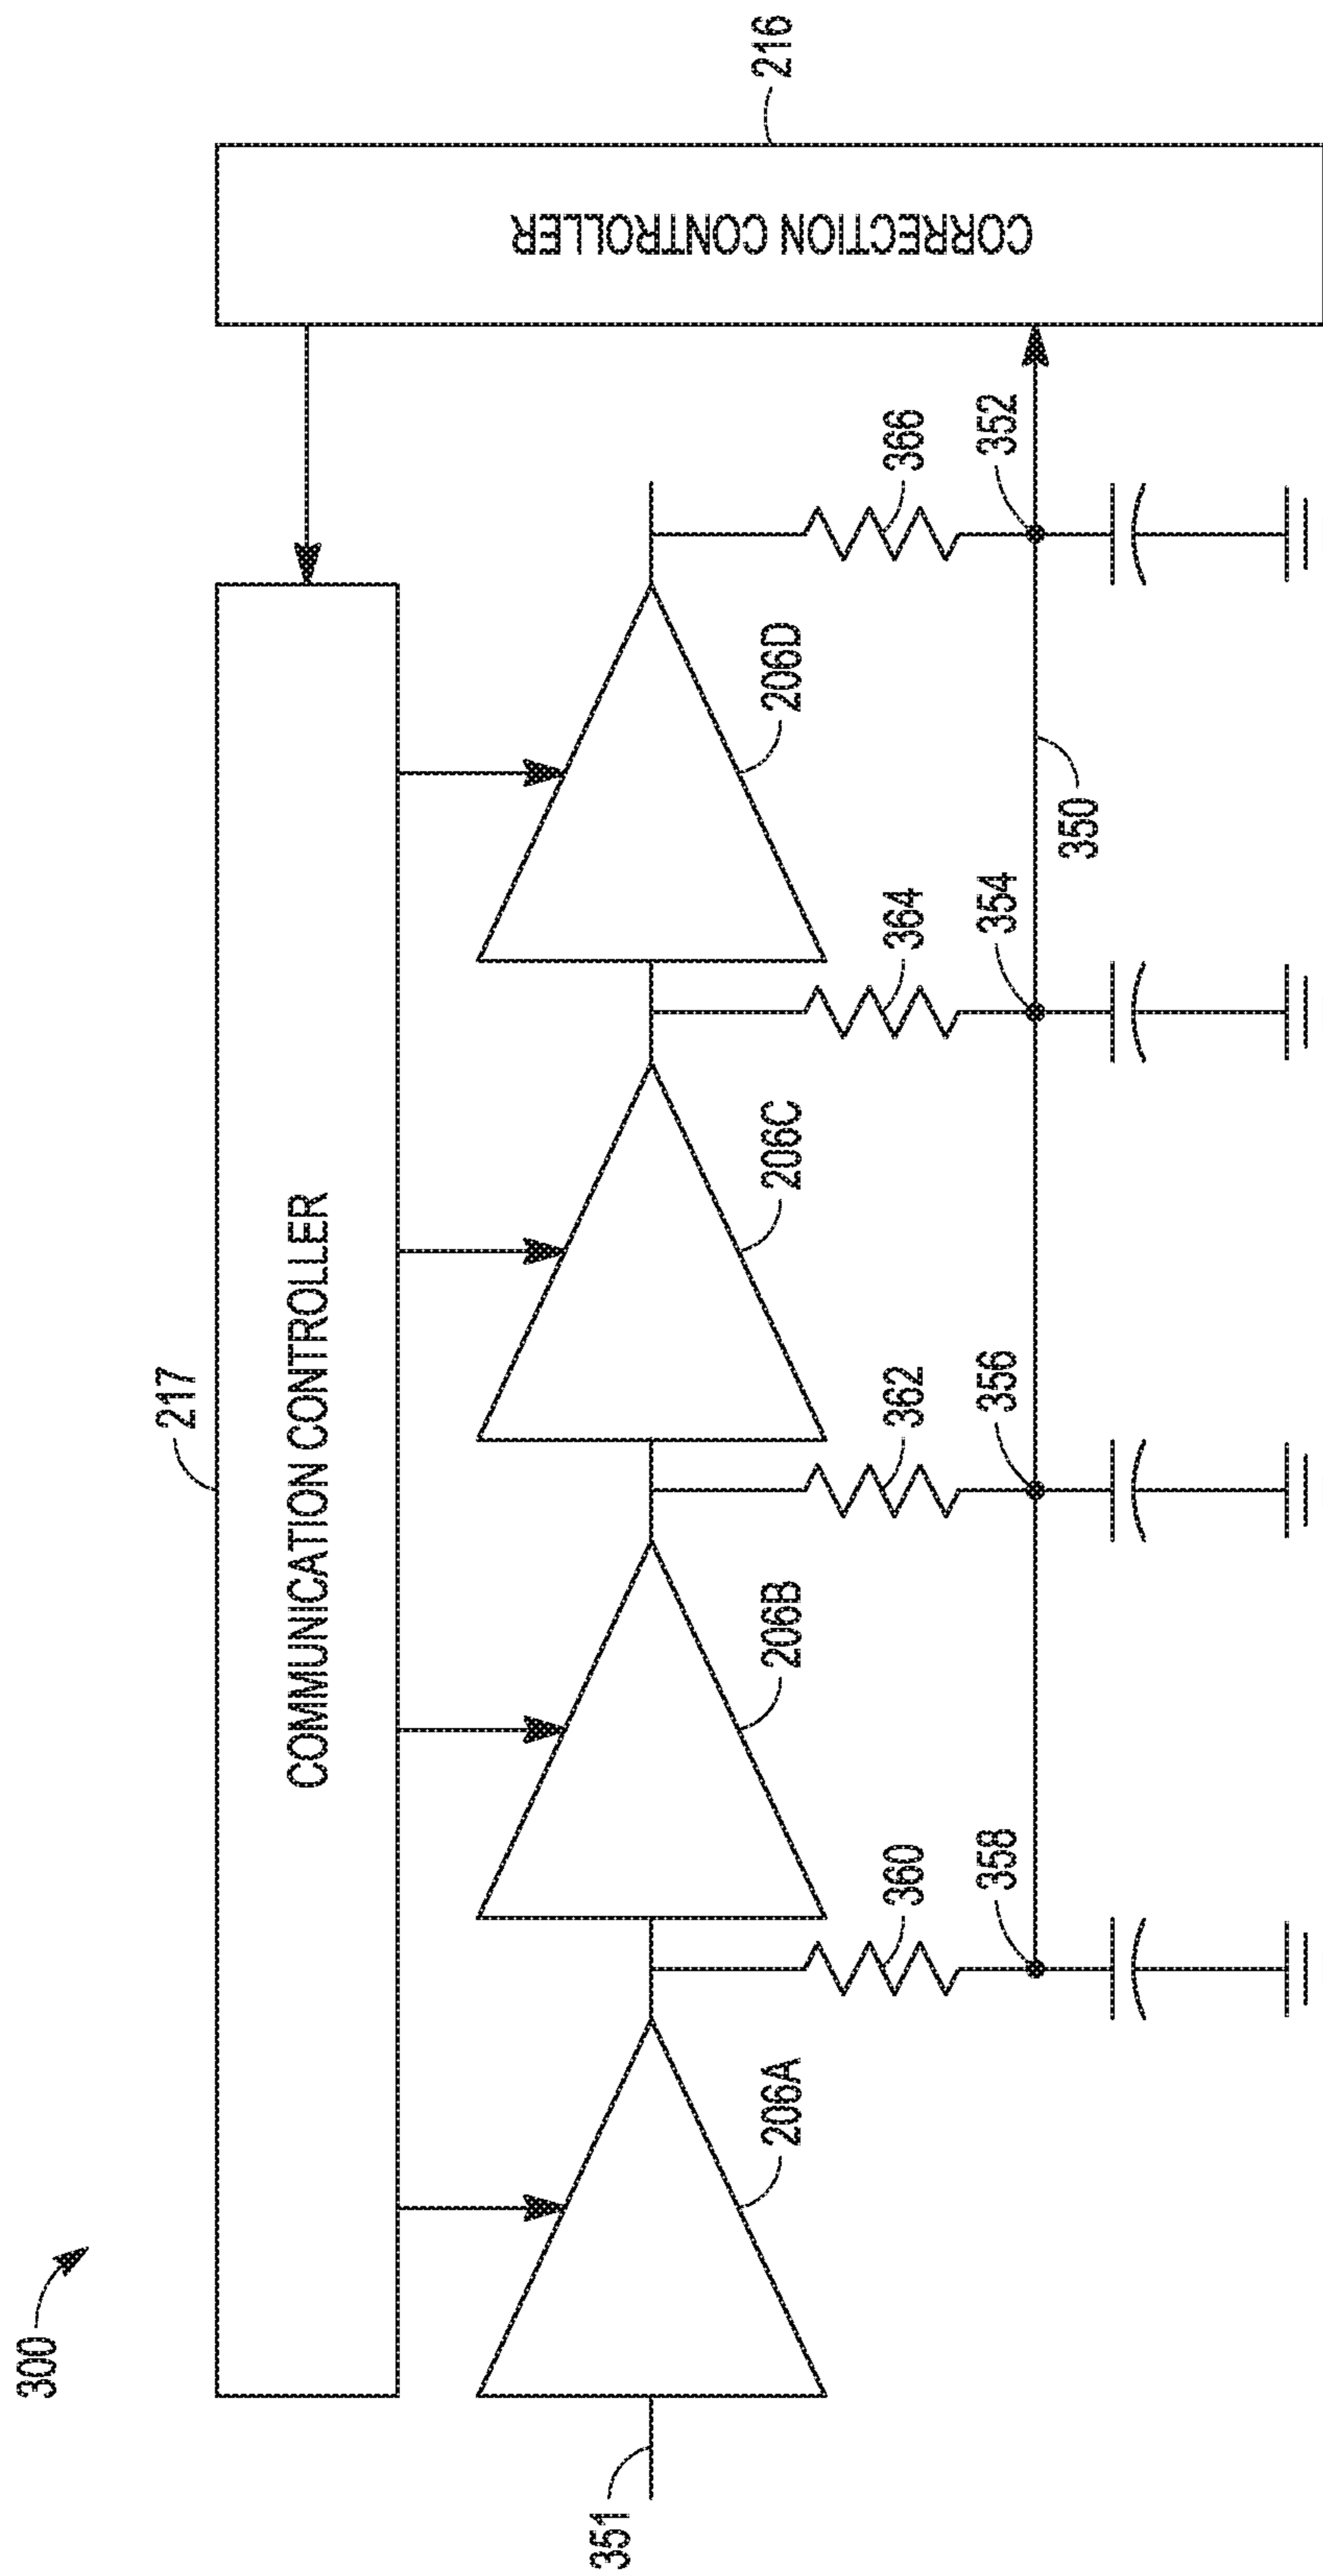 300
217
COMMUNICATION CONTROLLER
216
CORRECTION CONTROLLER
351
206A
206B
206C
206D
360
362
364
366
358
356
354
352
350